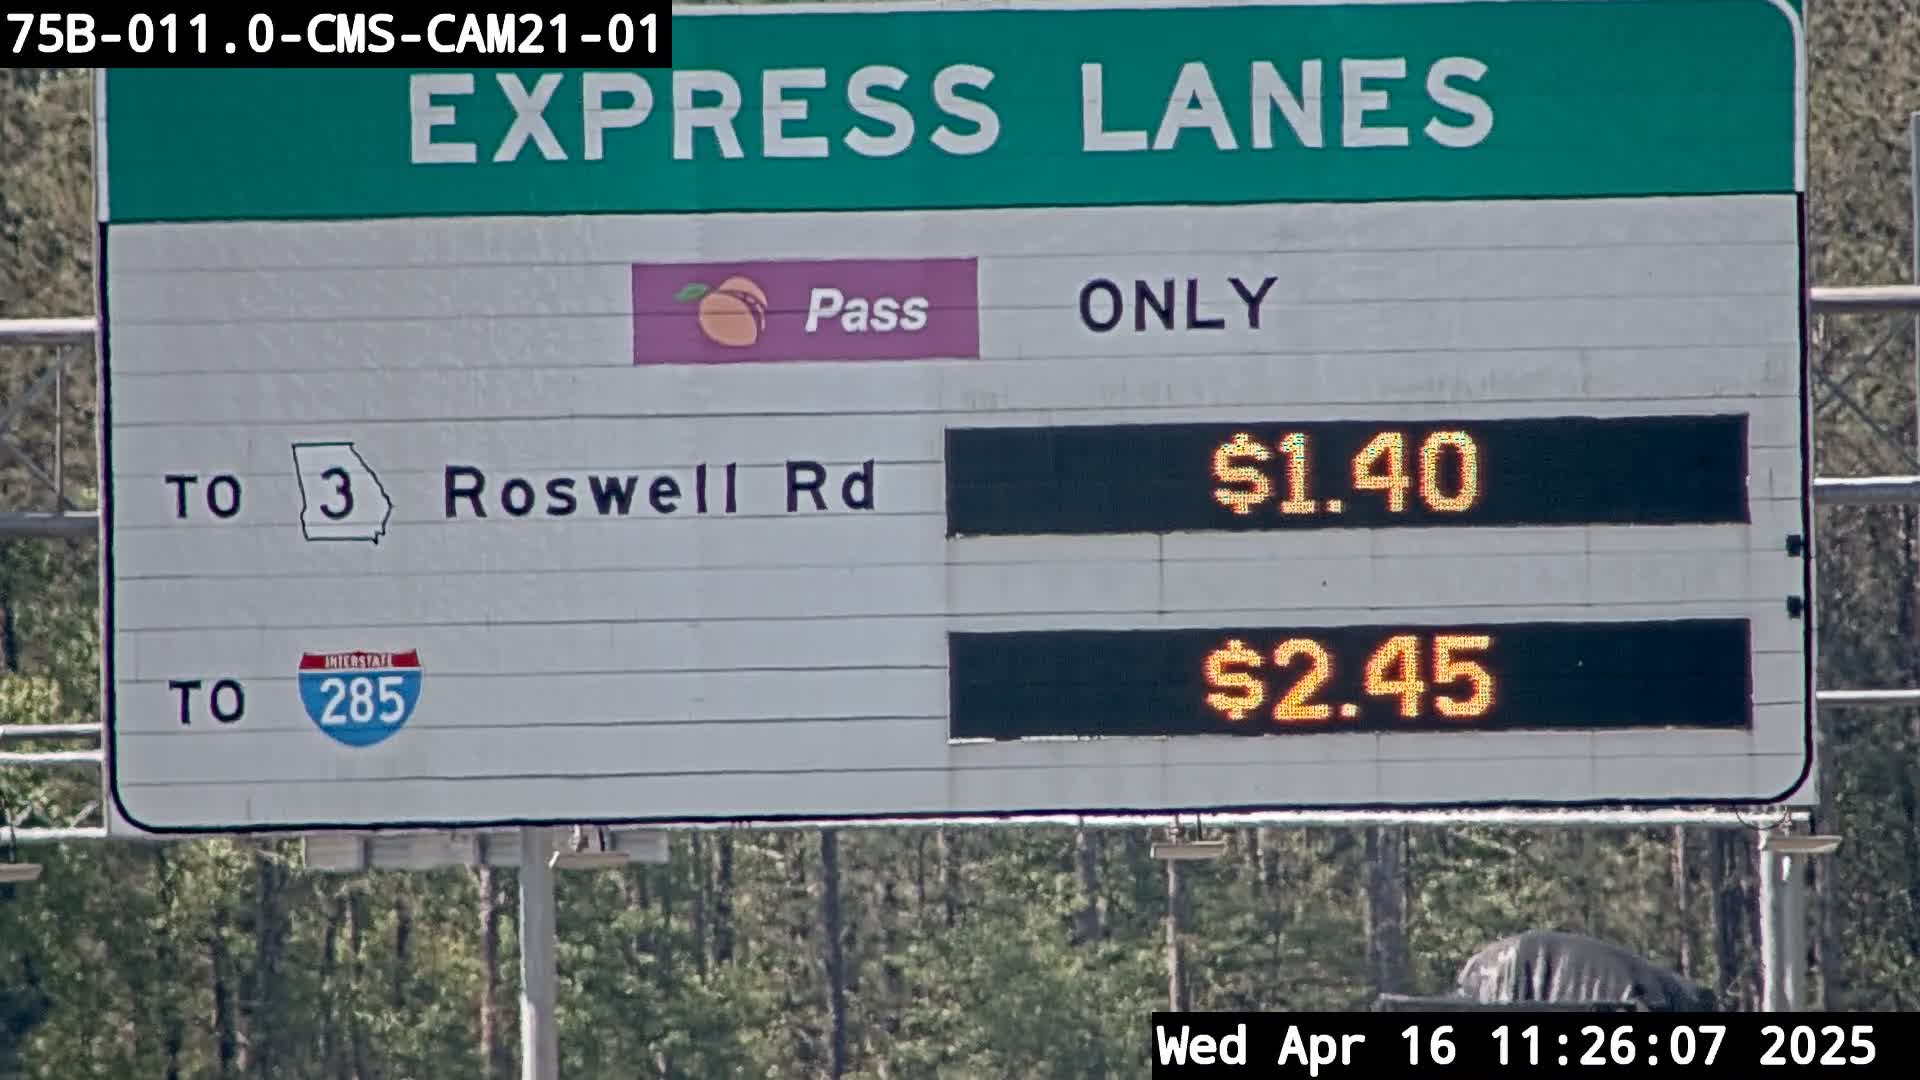 75B-011.0-CMS-CAM21-01
EXPRESS LANES
Pass ONLY
TO 3 Roswell Rd $1.40
INTERSTATE
TO 285 $2.45
Wed Apr 16 11:26:07 2025